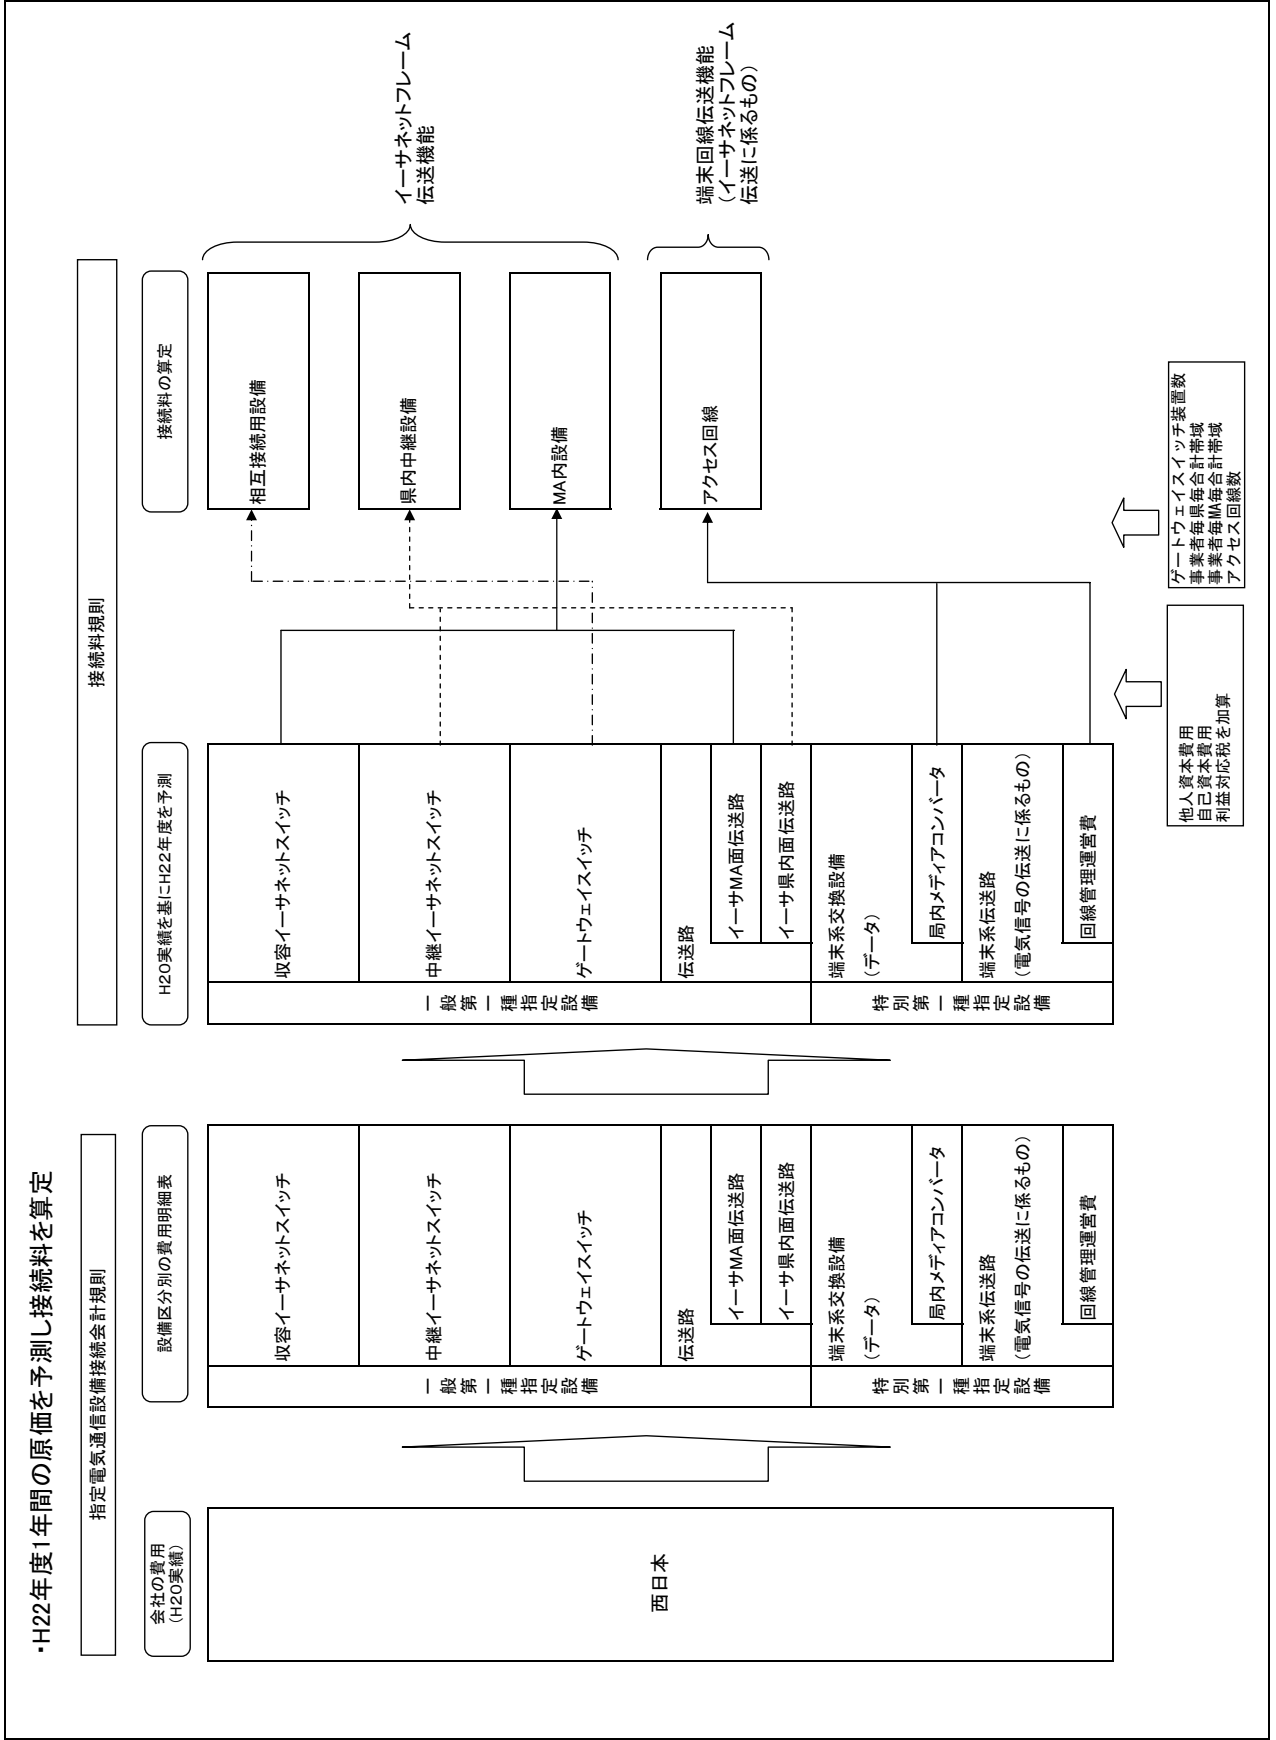 ・H22年度1年間の原価を予測し接続料を算定
指定電気通信設備接続会計規則
接続料規則
会社の費用
(H20実績)
設備区分別の費用明細表
H20実績を基にH22年度を予測
接続料の算定
西日本
一般第一種指定設備
収容イーサネットスイッチ
中継イーサネットスイッチ
ゲートウェイスイッチ
伝送路
イーサMA面伝送路
イーサ県内面伝送路
特別第一種指定設備
端末系交換設備
(データ)
局内メディアコンバータ
端末系伝送路
(電気信号の伝送に係るもの)
回線管理運営費
一般第一種指定設備
収容イーサネットスイッチ
中継イーサネットスイッチ
ゲートウェイスイッチ
伝送路
イーサMA面伝送路
イーサ県内面伝送路
特別第一種指定設備
端末系交換設備
(データ)
局内メディアコンバータ
端末系伝送路
(電気信号の伝送に係るもの)
回線管理運営費
相互接続用設備
県内中継設備
MA内設備
アクセス回線
イーサネットフレーム
伝送機能
端末回線伝送機能
(イーサネットフレーム
伝送に係るもの)
他人資本費用
自己資本費用
利益対応税を加算
ゲートウェイスイッチ装置数
事業者毎県毎合計帯域
事業者毎MA毎合計帯域
アクセス回線数